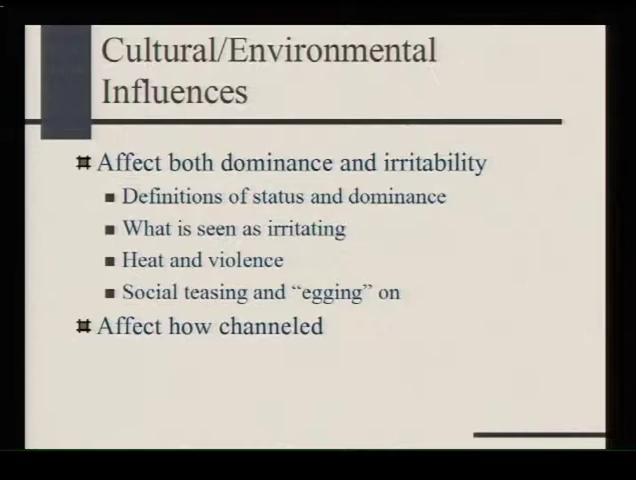 Cultural/Environmental
Influences
Affect both dominance and irritability
Definitions of status and dominance
What is seen as irritating
Heat and violence
Social teasing and “egging” on
Affect how channeled